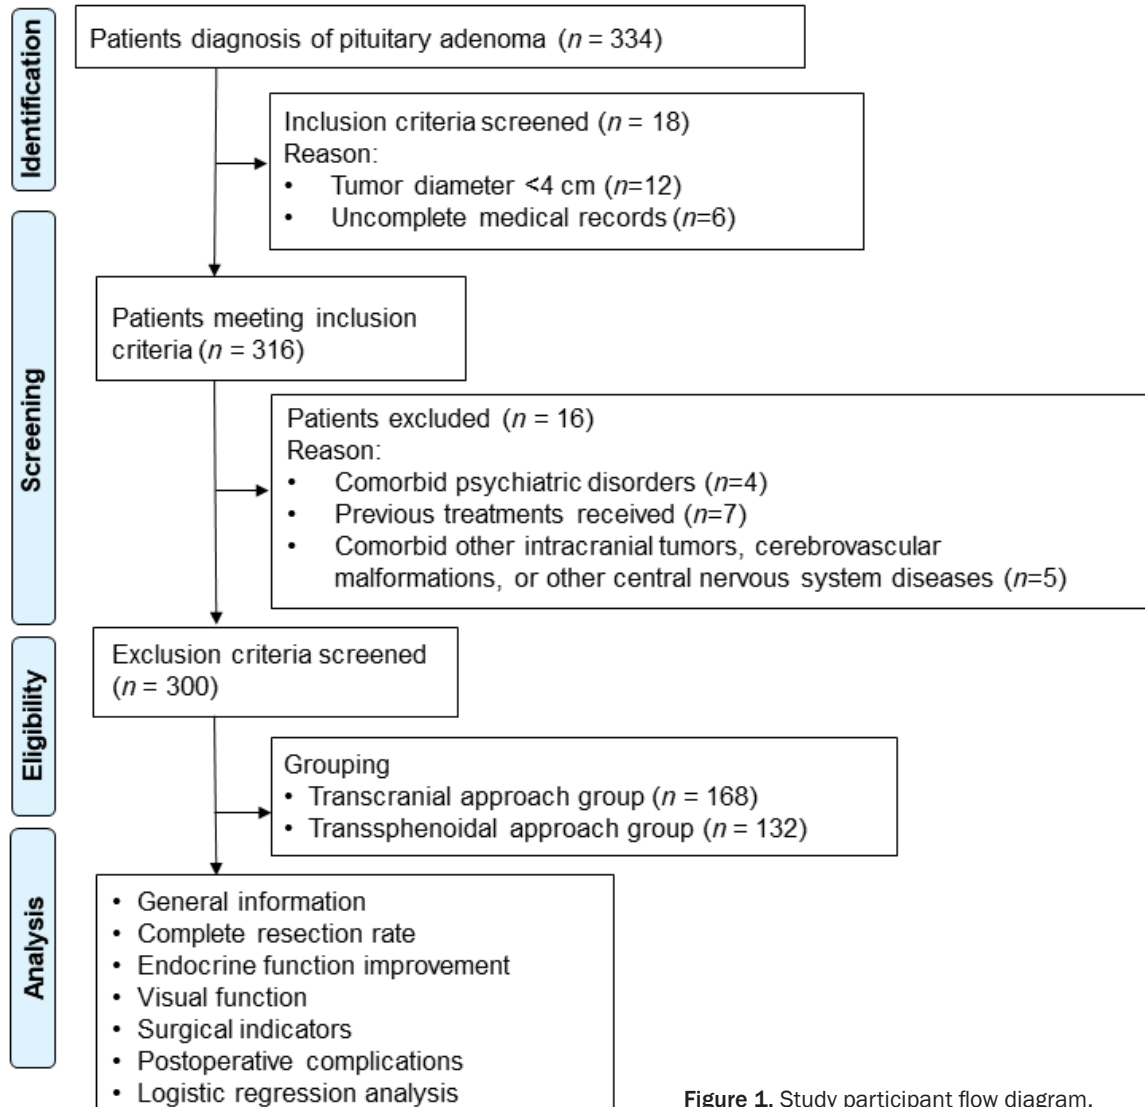 Identification
Patients diagnosis of pituitary adenoma (n = 334)
Inclusion criteria screened (n = 18)
Reason:
• Tumor diameter <4 cm (n=12)
• Uncomplete medical records (n=6)
Screening
Patients meeting inclusion
criteria (n = 316)
Patients excluded (n = 16)
Reason:
• Comorbid psychiatric disorders (n=4)
• Previous treatments received (n=7)
• Comorbid other intracranial tumors, cerebrovascular
malformations, or other central nervous system diseases (n=5)
Eligibility
Exclusion criteria screened
(n = 300)
Grouping
• Transcranial approach group (n = 168)
• Transsphenoidal approach group (n = 132)
Analysis
• General information
• Complete resection rate
• Endocrine function improvement
• Visual function
• Surgical indicators
• Postoperative complications
• Logistic regression analysis
Figure 1. Study participant flow diagram.